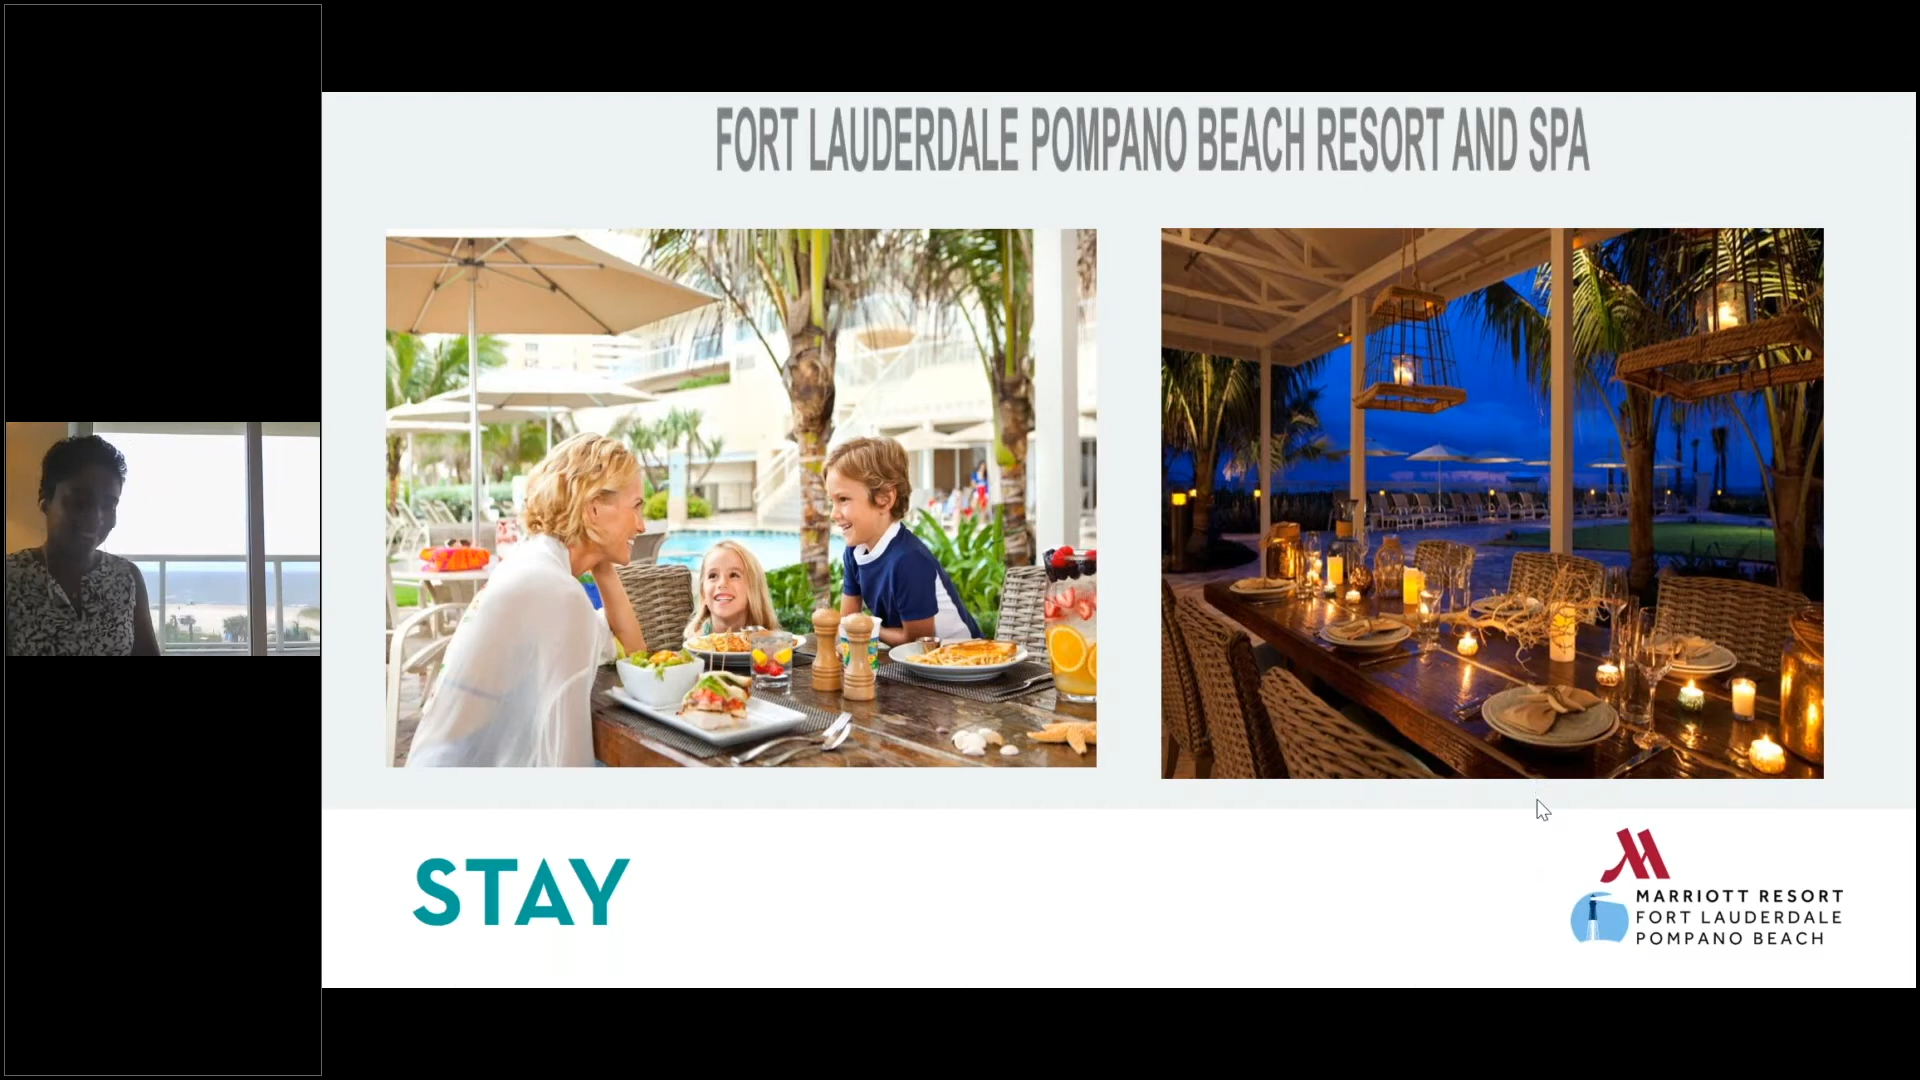 FORT LAUDERDALE POMPANO BEACH RESORT AND SPA
STAY
MARRIOTT RESORT
FORT LAUDERDALE
POMPANO BEACH